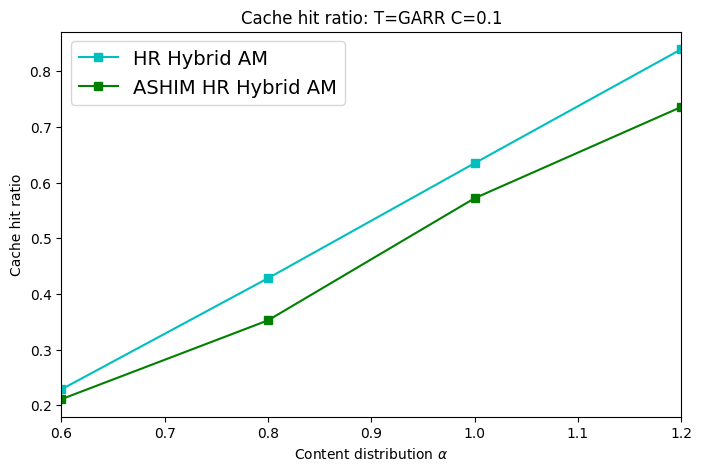 Cache hit ratio: T=GARR C=0.1
HR Hybrid AM
ASHIM HR Hybrid AM
Cache hit ratio
0.8
0.7
0.6
0.5
0.4
0.3
0.2
0.6 0.7 0.8 0.9 1.0 1.1 1.2
Content distribution α